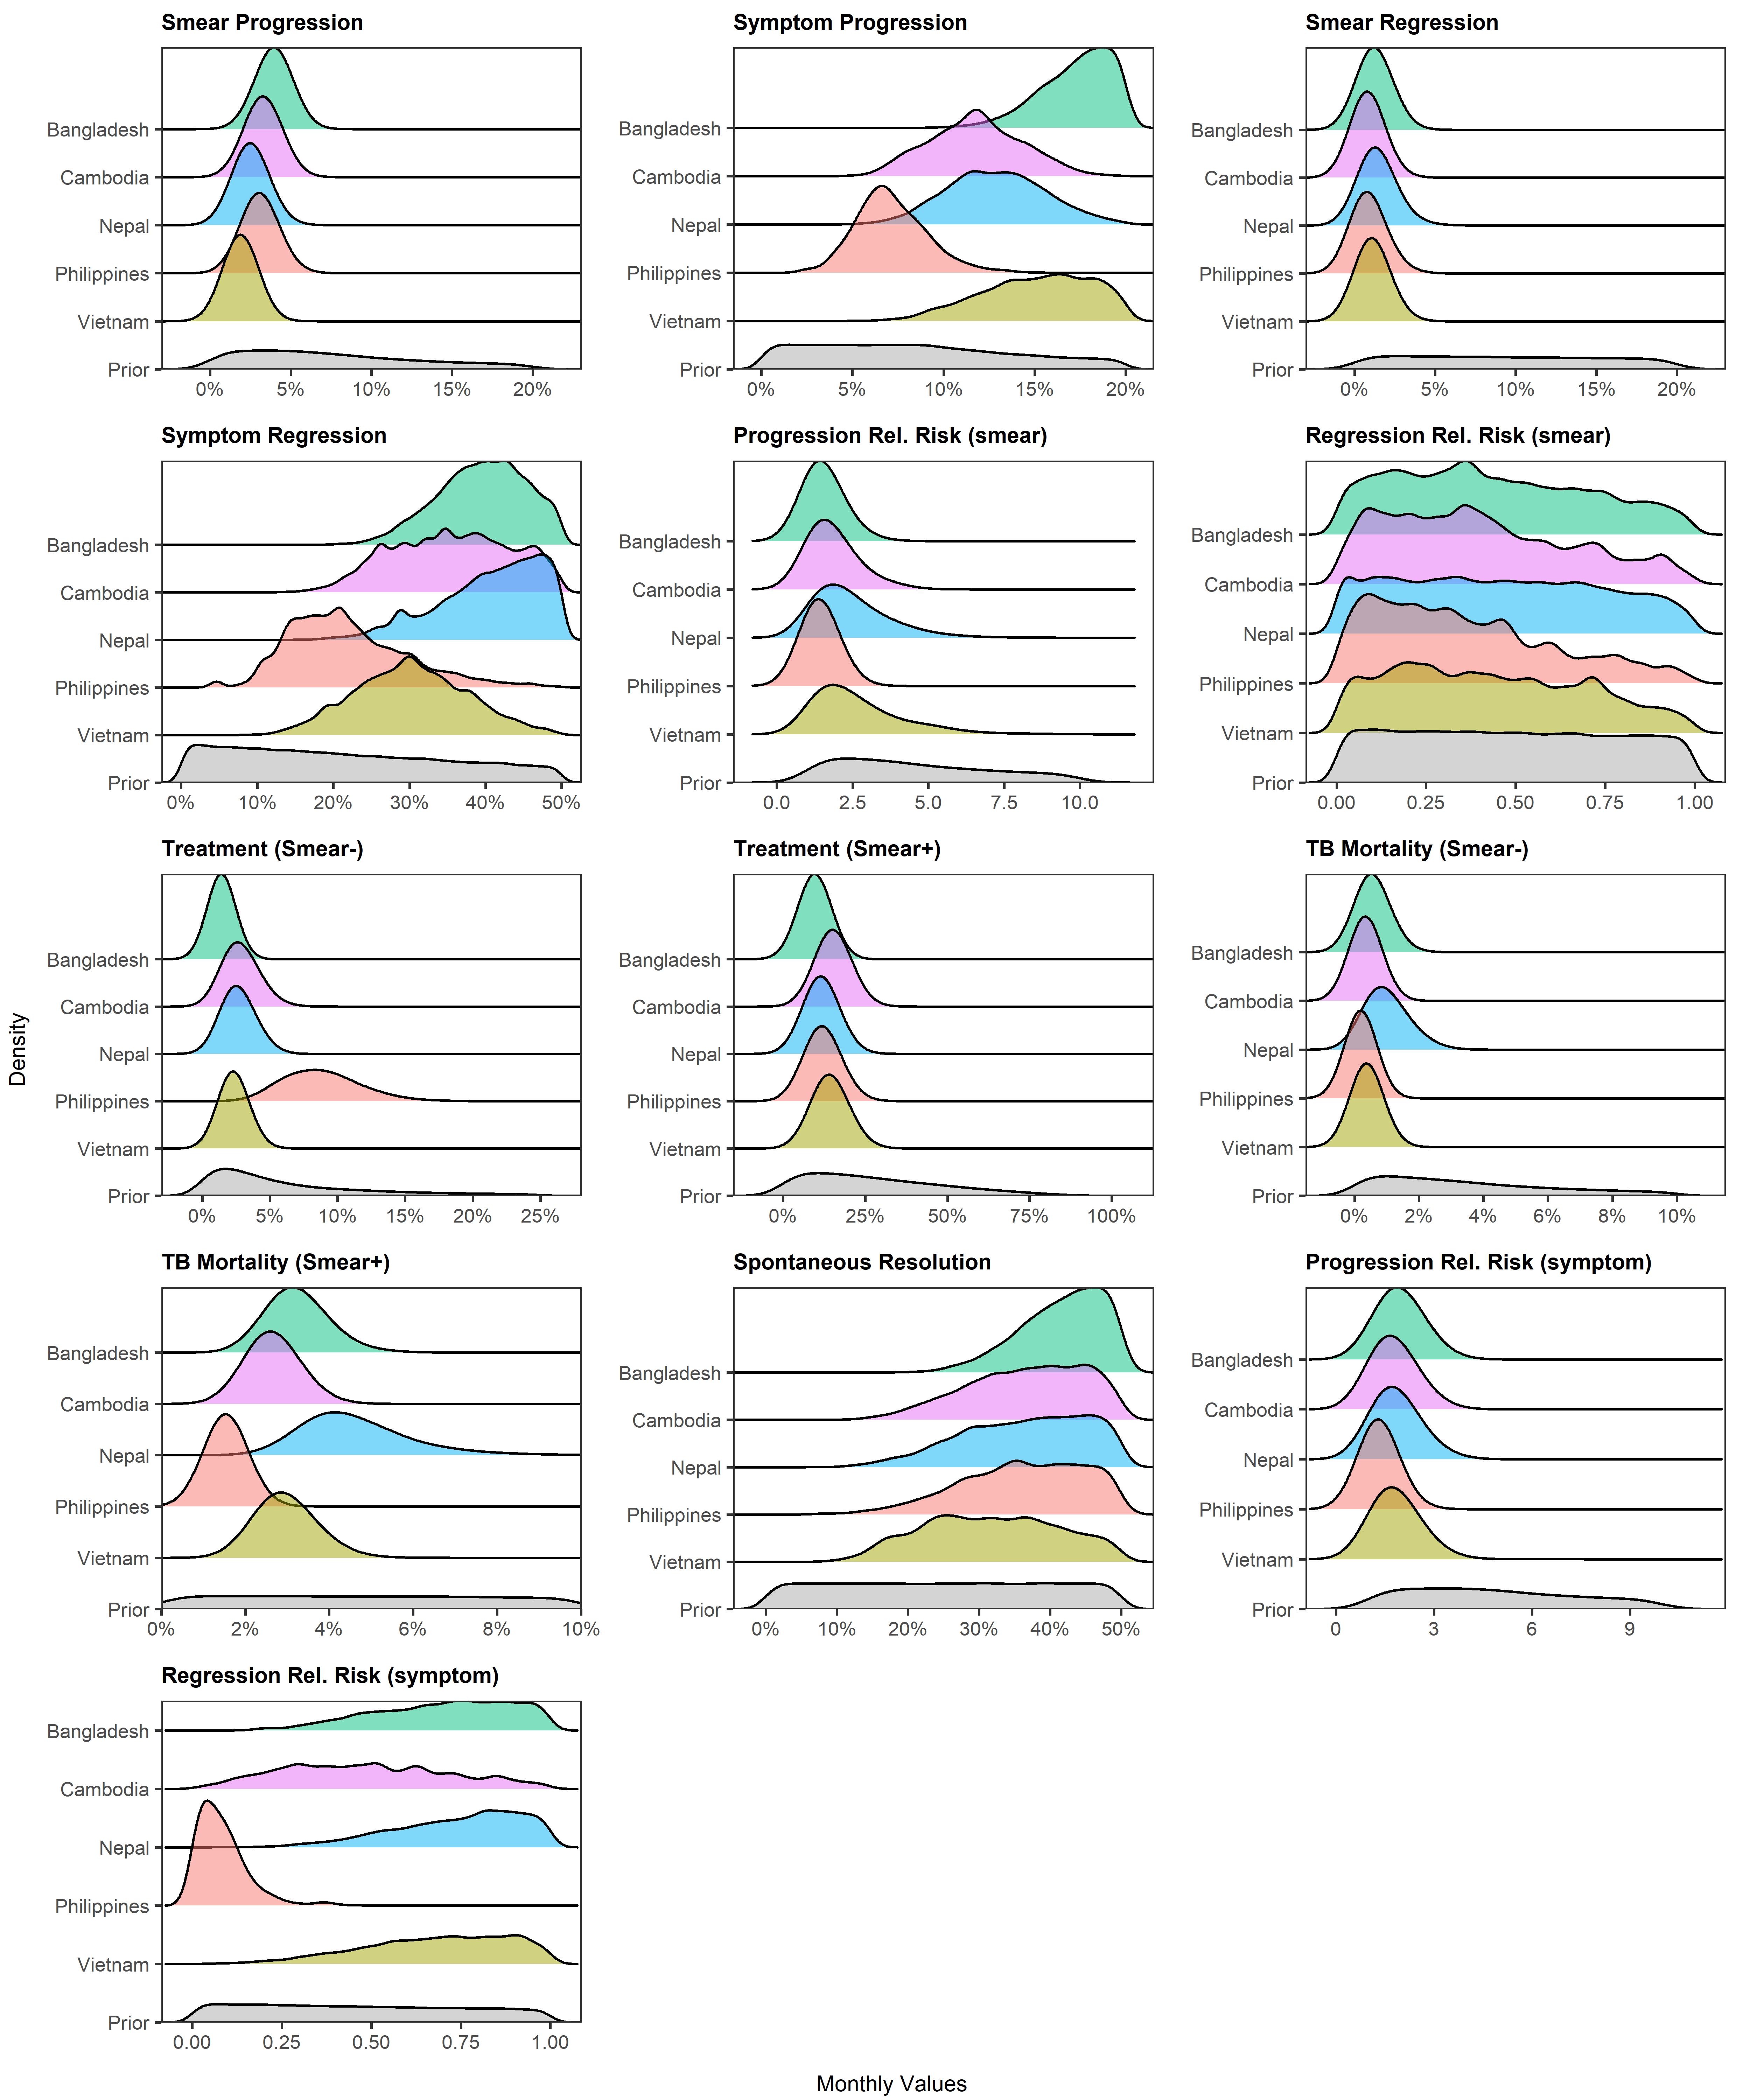 Smear Progression
Symptom Progression
Smear Regression
Bangladesh
Cambodia
Nepal
Philippines
Vietnam
Prior
0% 5% 10% 15% 20%
Bangladesh
Cambodia
Nepal
Philippines
Vietnam
Prior
0% 5% 10% 15% 20%
Bangladesh
Cambodia
Nepal
Philippines
Vietnam
Prior
0% 5% 10% 15% 20%
Symptom Regression
Progression Rel. Risk (smear)
Regression Rel. Risk (smear)
Bangladesh
Cambodia
Nepal
Philippines
Vietnam
Prior
0% 10% 20% 30% 40% 50%
Bangladesh
Cambodia
Nepal
Philippines
Vietnam
Prior
0.0 2.5 5.0 7.5 10.0
Bangladesh
Cambodia
Nepal
Philippines
Vietnam
Prior
0.00 0.25 0.50 0.75 1.00
Treatment (Smear-)
Treatment (Smear+)
TB Mortality (Smear-)
Bangladesh
Cambodia
Nepal
Philippines
Vietnam
Prior
0% 5% 10% 15% 20% 25%
Bangladesh
Cambodia
Nepal
Philippines
Vietnam
Prior
0% 25% 50% 75% 100%
Bangladesh
Cambodia
Nepal
Philippines
Vietnam
Prior
0% 2% 4% 6% 8% 10%
Density
TB Mortality (Smear+)
Spontaneous Resolution
Progression Rel. Risk (symptom)
Bangladesh
Cambodia
Nepal
Philippines
Vietnam
Prior
0% 2% 4% 6% 8% 10%
Bangladesh
Cambodia
Nepal
Philippines
Vietnam
Prior
0% 10% 20% 30% 40% 50%
Bangladesh
Cambodia
Nepal
Philippines
Vietnam
Prior
0 3 6 9
Regression Rel. Risk (symptom)
Bangladesh
Cambodia
Nepal
Philippines
Vietnam
Prior
0.00 0.25 0.50 0.75 1.00
Monthly Values